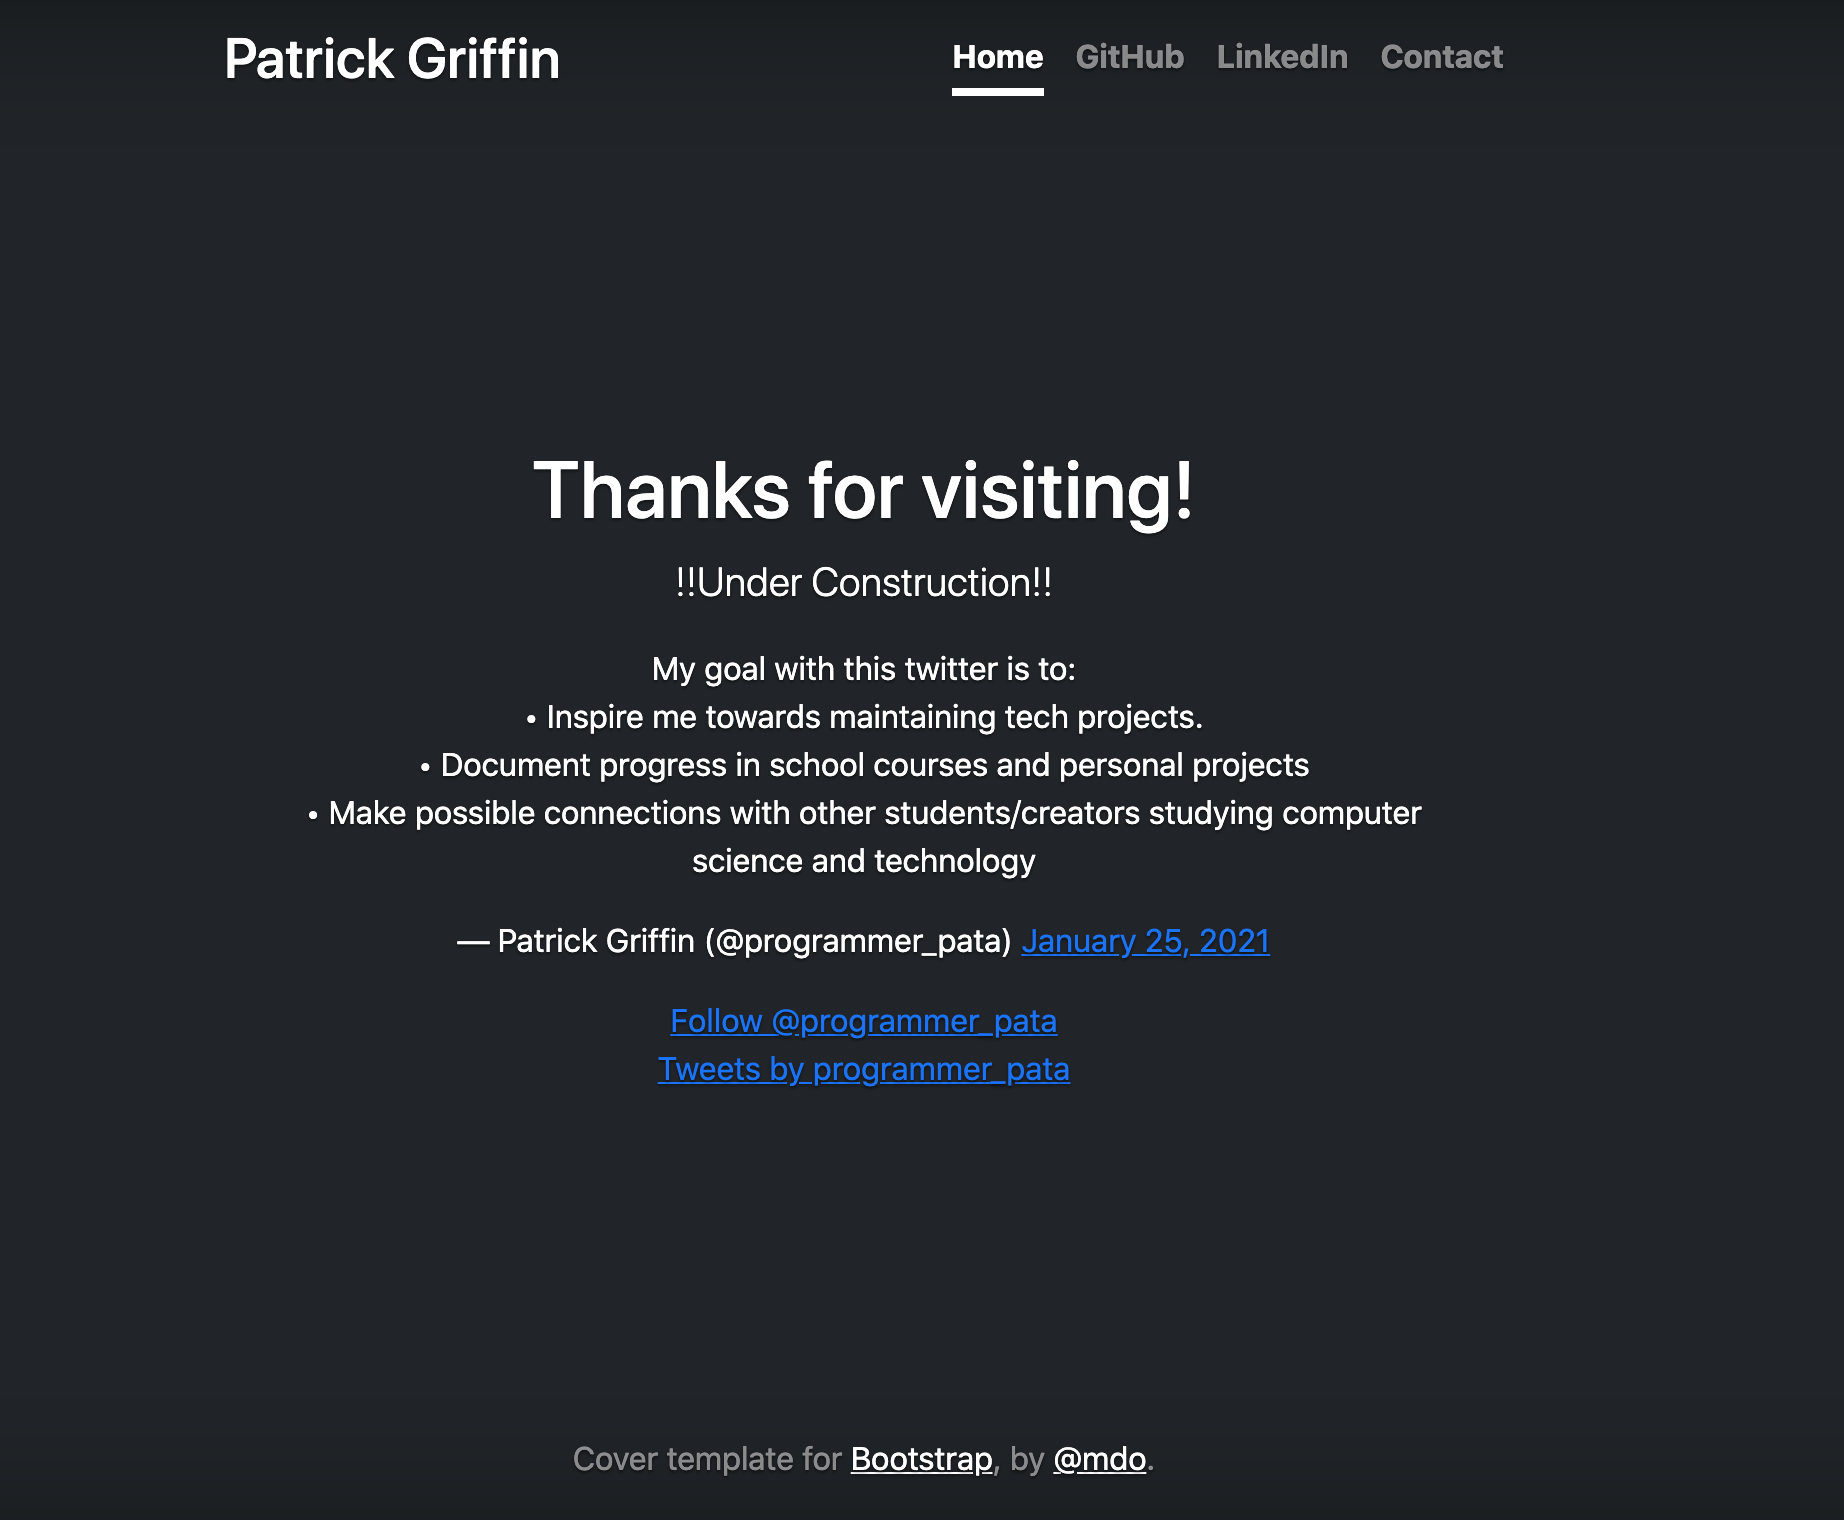 Patrick Griffin
Home GitHub LinkedIn Contact
Thanks for visiting!
!!Under Construction!!
My goal with this twitter is to:
• Inspire me towards maintaining tech projects.
• Document progress in school courses and personal projects
• Make possible connections with other students/creators studying computer
science and technology
— Patrick Griffin (@programmer_pata) January 25, 2021
Follow @programmer_pata
Tweets by programmer_pata
Cover template for Bootstrap, by @mdo.